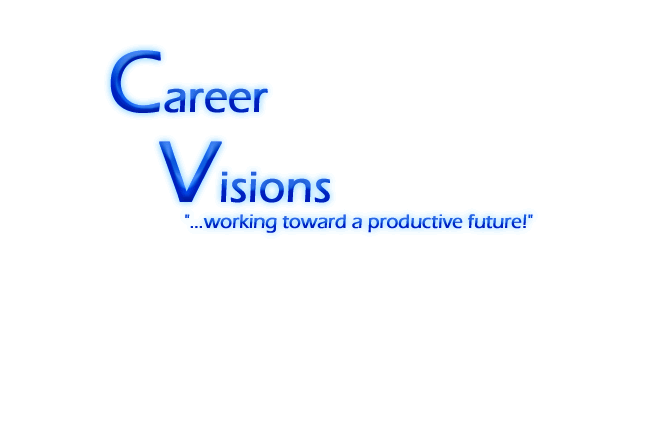 Career
Visions
"...working toward a productive future!"